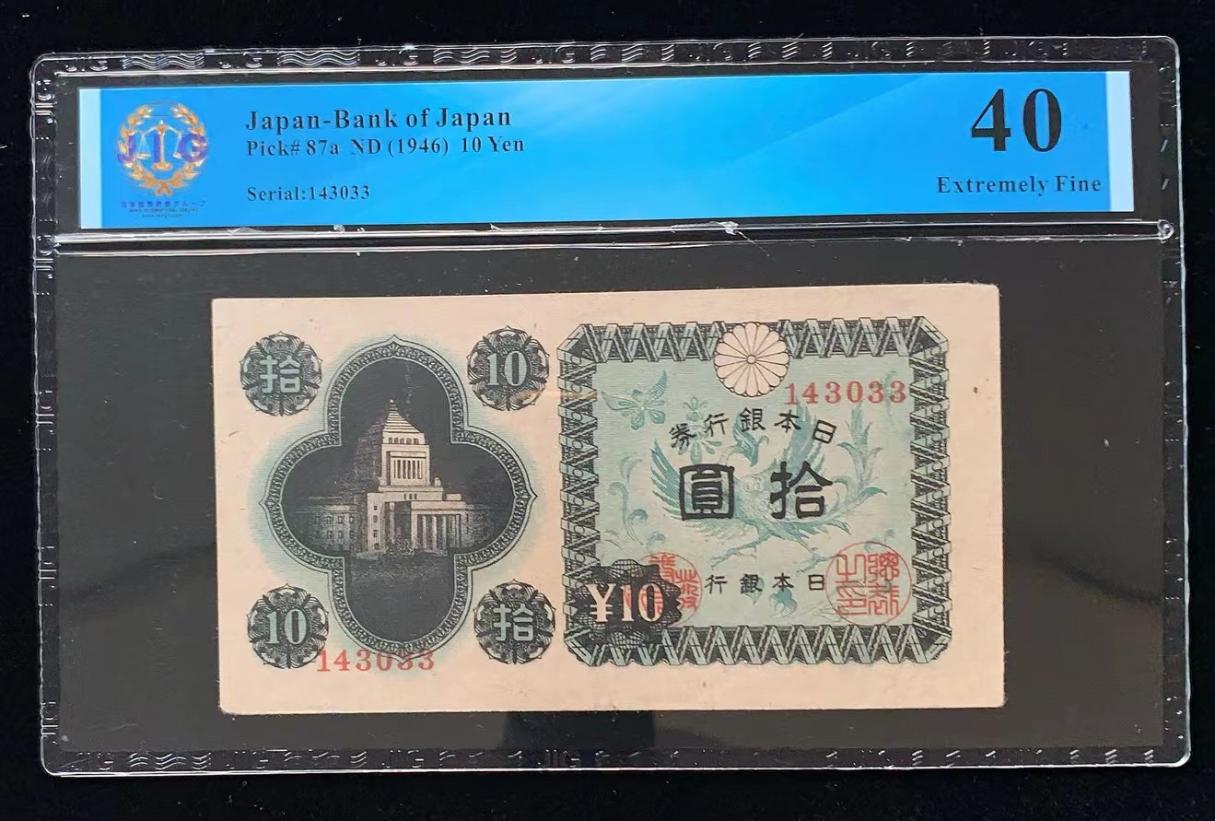 JIG
Japan-Bank of Japan
Pick# 87a ND (1946) 10 Yen
Serial:143033
40
Extremely Fine
拾
10
143033
券行銀本日
圓拾
行銀本日
¥10
10
拾
143033